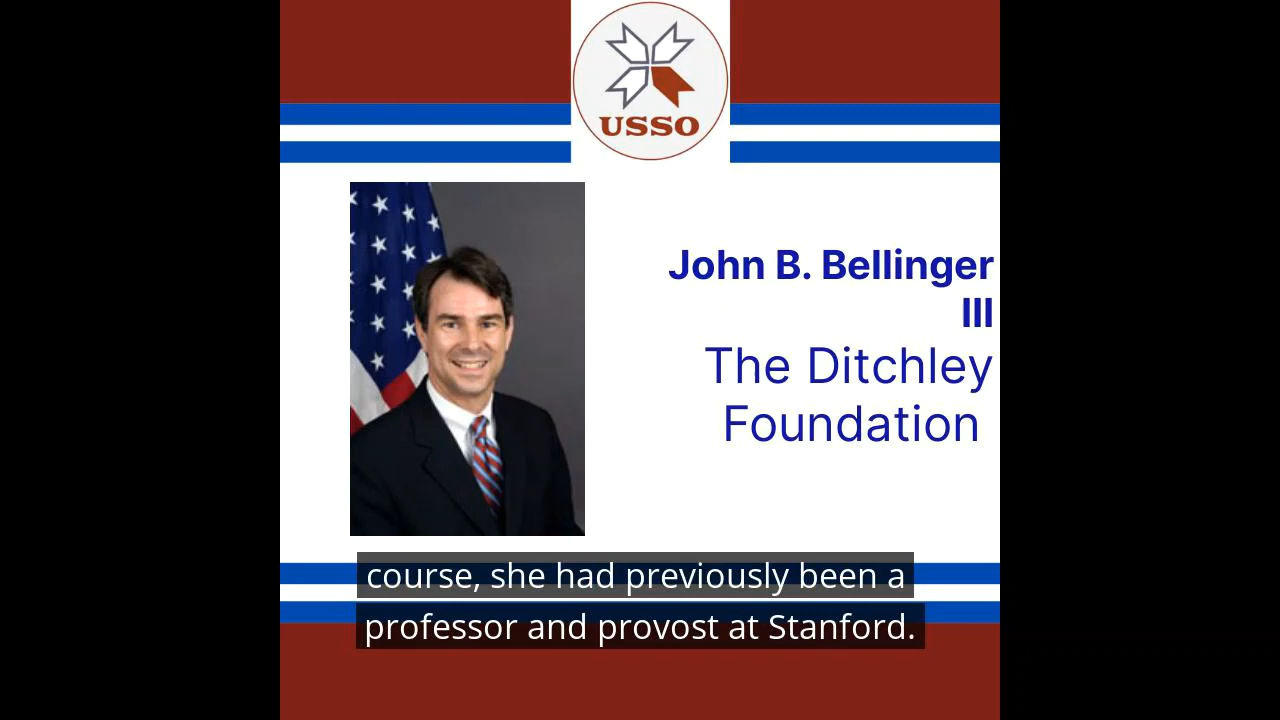 USSO
John B. Bellinger
III
The Ditchley
Foundation
course, she had previously been a
professor and provost at Stanford.